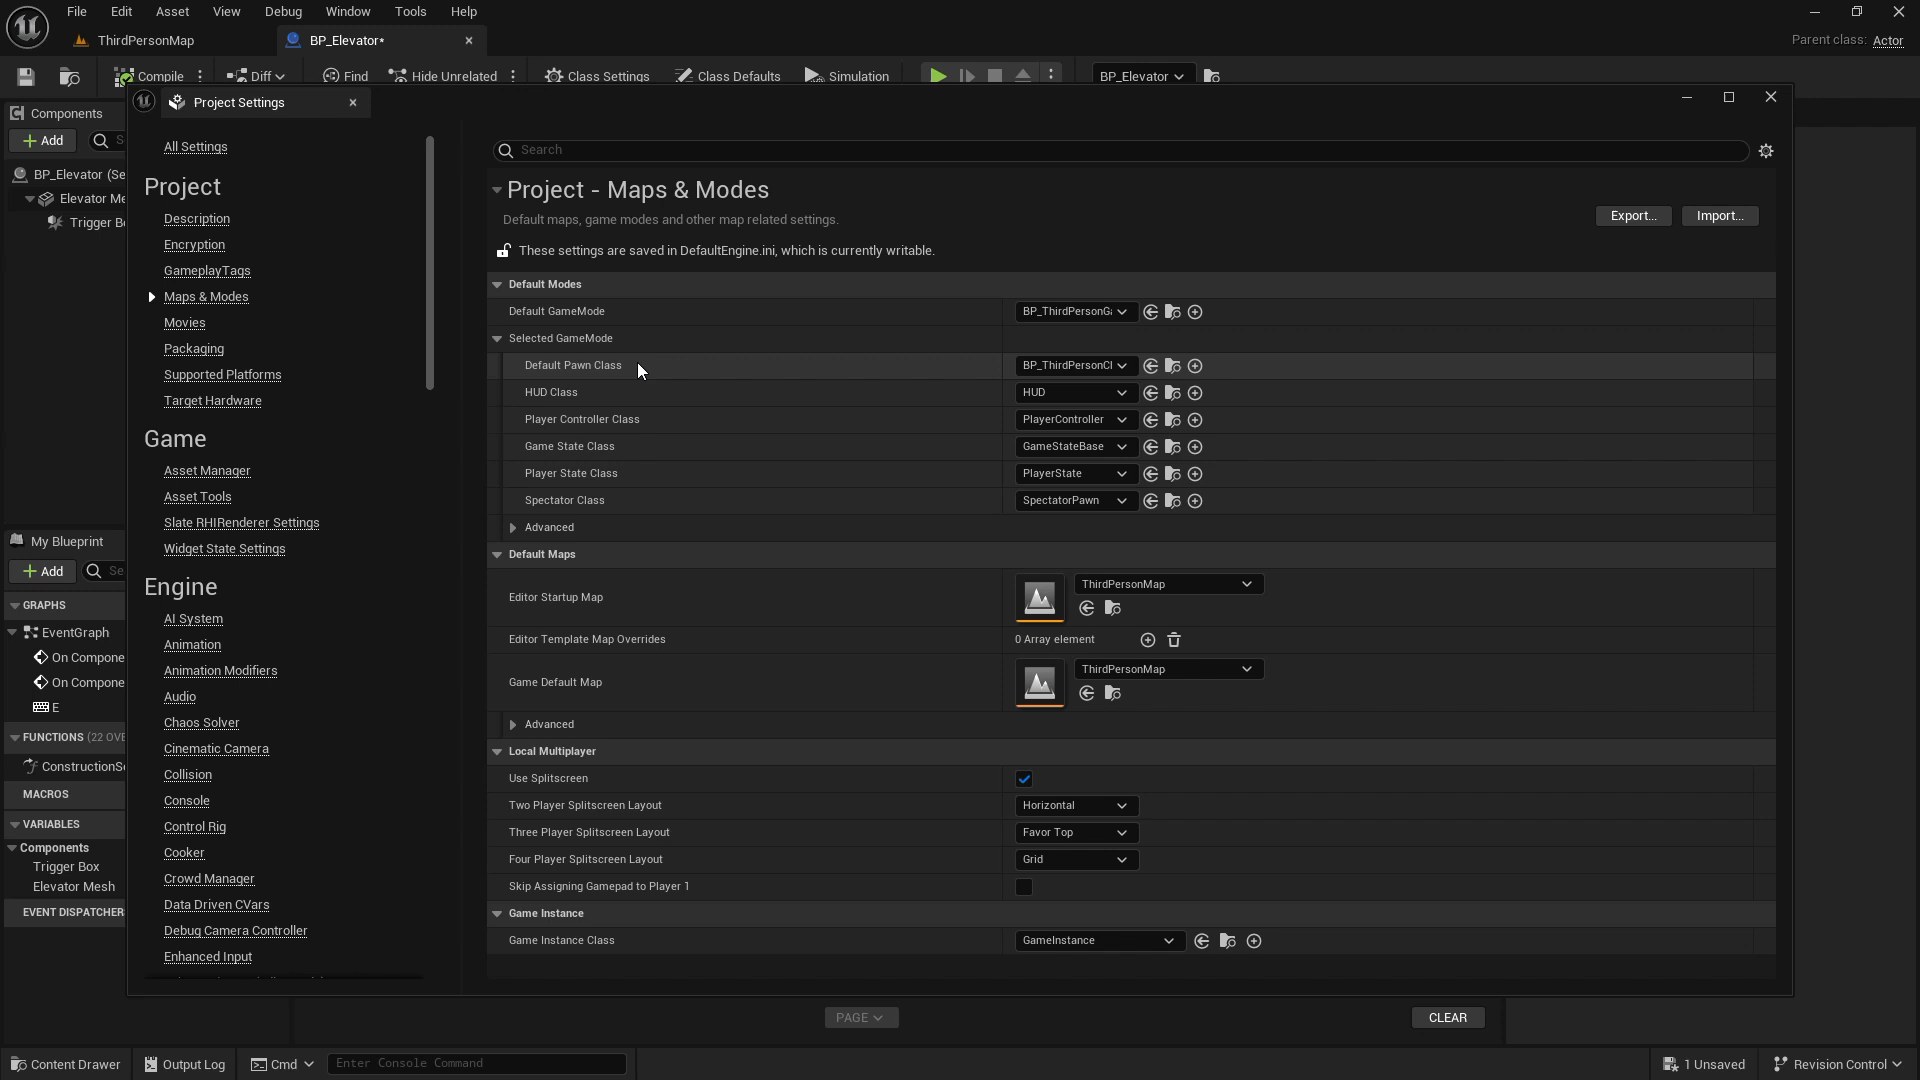 File Edit Asset View Debug Window Tools Help
ThirdPersonMap
BP_Elevator*
Parent class: Actor
Compile
Diff
Find
Hide Unrelated
Class Settings
Class Defaults
Simulation
BP_Elevator
Components
Add
BP_Elevator (Se
Elevator Me
Trigger B
My Blueprint
Add
Se
GRAPHS
EventGraph
On Compone
On Compone
E
FUNCTIONS (22 OVE
ConstructionS
MACROS
VARIABLES
Components
Trigger Box
Elevator Mesh
EVENT DISPATCHER
Project Settings
All Settings
Project
Description
Encryption
GameplayTags
Maps & Modes
Movies
Packaging
Supported Platforms
Target Hardware
Game
Asset Manager
Asset Tools
Slate RHIRenderer Settings
Widget State Settings
Engine
AI System
Animation
Animation Modifiers
Audio
Chaos Solver
Cinematic Camera
Collision
Console
Control Rig
Cooker
Crowd Manager
Data Driven CVars
Debug Camera Controller
Enhanced Input
Search
Project - Maps & Modes
Default maps, game modes and other map related settings.
Export... Import...
These settings are saved in DefaultEngine.ini, which is currently writable.
Default Modes
Default GameMode BP_ThirdPersonGa
Selected GameMode
Default Pawn Class BP_ThirdPersonCl
HUD Class HUD
Player Controller Class PlayerController
Game State Class GameStateBase
Player State Class PlayerState
Spectator Class SpectatorPawn
Advanced
Default Maps
Editor Startup Map ThirdPersonMap
Editor Template Map Overrides 0 Array element
Game Default Map ThirdPersonMap
Advanced
Local Multiplayer
Use Splitscreen
Two Player Splitscreen Layout Horizontal
Three Player Splitscreen Layout Favor Top
Four Player Splitscreen Layout Grid
Skip Assigning Gamepad to Player 1
Game Instance
Game Instance Class GameInstance
PAGE
CLEAR
Content Drawer
Output Log
Cmd
Enter Console Command
1 Unsaved
Revision Control